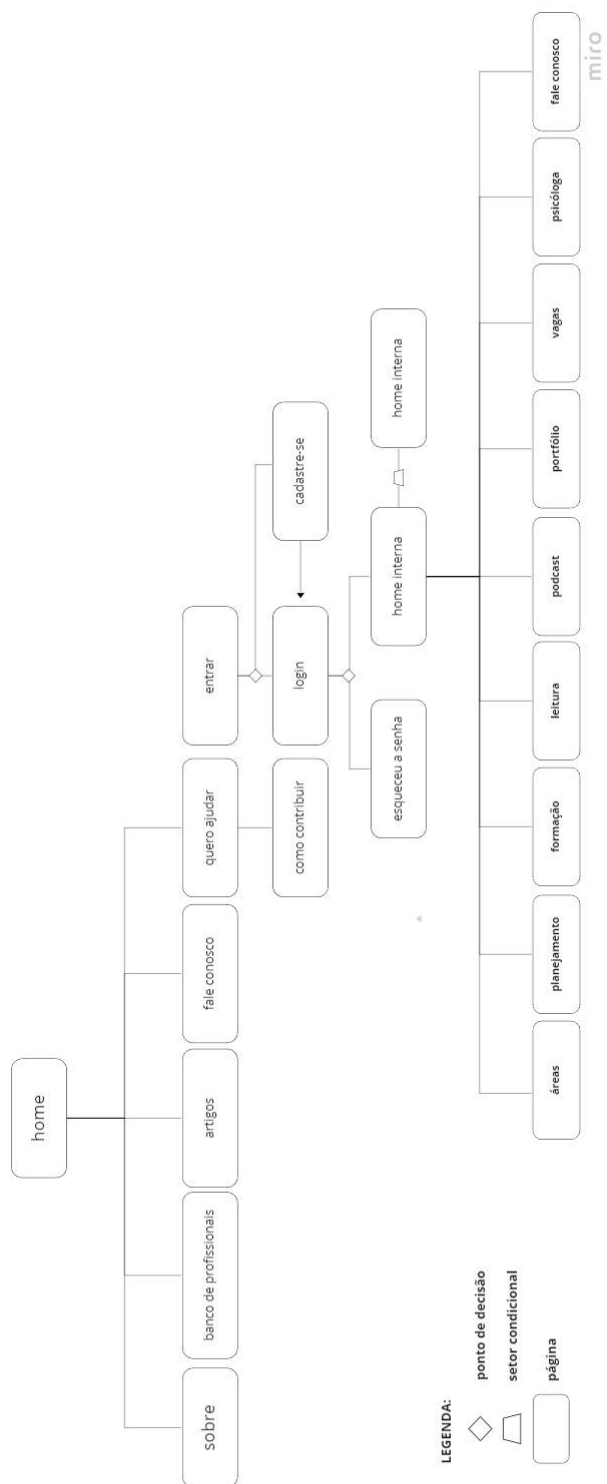 home
sobre
banco de profissionais
artigos
fale conosco
quero ajudar
entrar
como contribuir
login
cadastre-se
esqueceu a senha
home interna
home interna
áreas
planejamento
formação
leitura
podcast
portfólio
vagas
psicóloga
fale conosco
LEGENDA:
ponto de decisão
setor condicional
página
miro